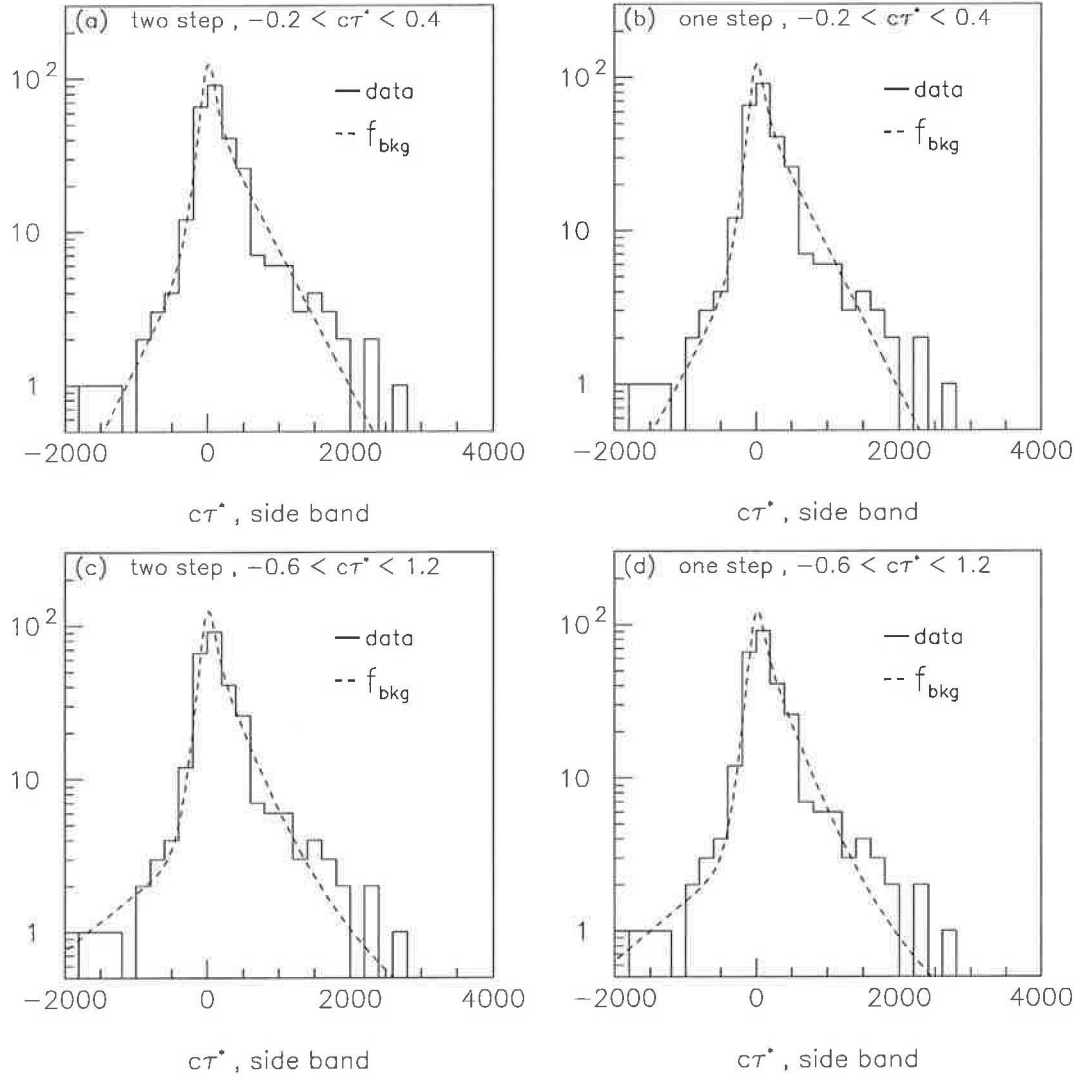 (a) two step , −0.2 < cτ* < 0.4
10²
10
1
data
f_bkg
−2000 0 2000 4000
cτ* , side band
(b) one step , −0.2 < cτ* < 0.4
10²
10
1
data
f_bkg
−2000 0 2000 4000
cτ* , side band
(c) two step , −0.6 < cτ* < 1.2
10²
10
1
data
f_bkg
−2000 0 2000 4000
cτ* , side band
(d) one step , −0.6 < cτ* < 1.2
10²
10
1
data
f_bkg
−2000 0 2000 4000
cτ* , side band